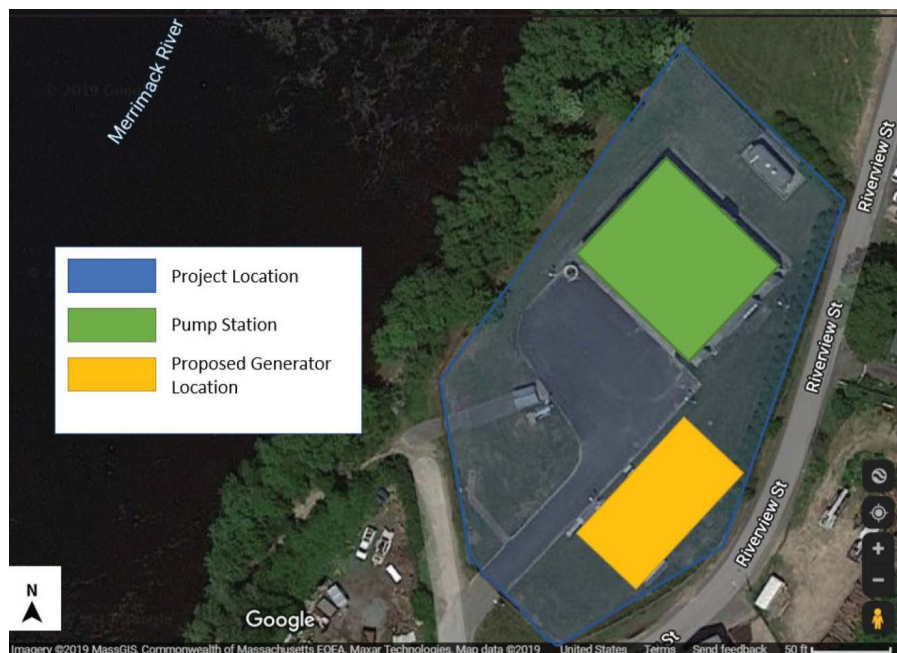 Merrimack River
Riverview St
Project Location
Riverview St
Pump Station
Proposed Generator
Location
Riverview St
N
Google
St
Imagery ©2019 MassGIS, Commonwealth of Massachusetts EOEA, Maxar Technologies, Map data ©2019 United States Terms Send feedback 50 ft